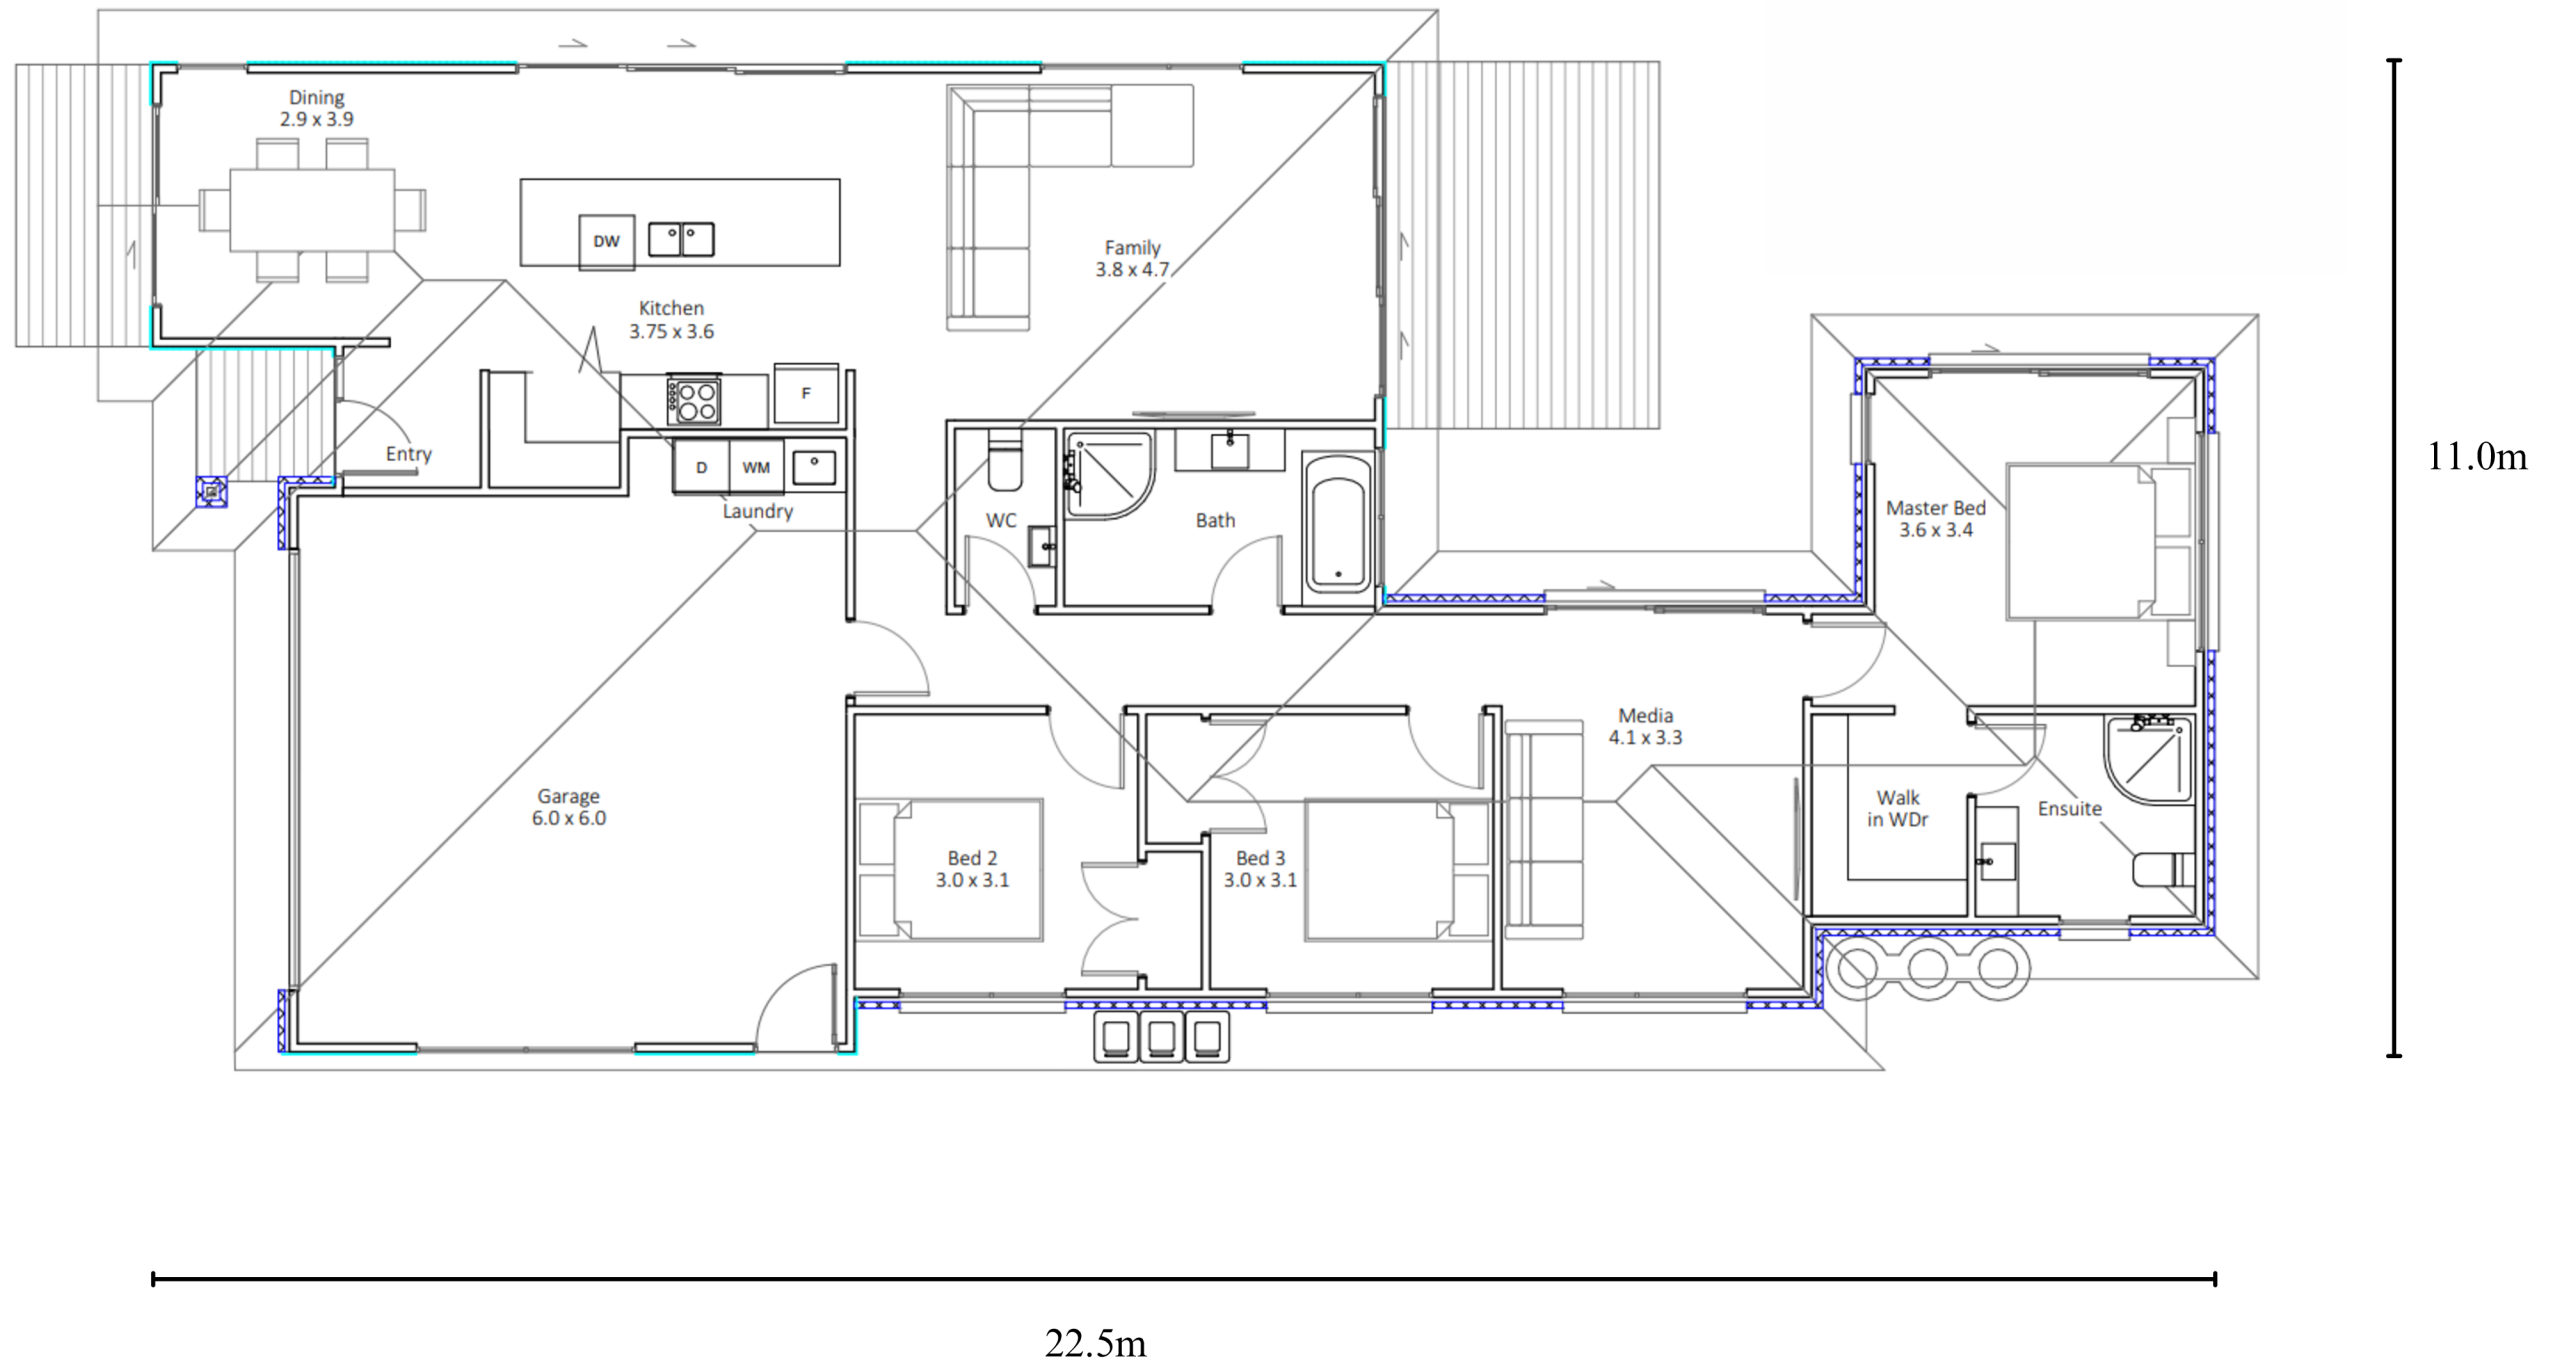 Dining
2.9 x 3.9
DW
Family
3.8 x 4.7
Kitchen
3.75 x 3.6
F
Entry
D
WM
Laundry
WC
Bath
Master Bed
3.6 x 3.4
11.0m
Media
4.1 x 3.3
Garage
6.0 x 6.0
Walk
in WDr
Ensuite
Bed 2
3.0 x 3.1
Bed 3
3.0 x 3.1
22.5m